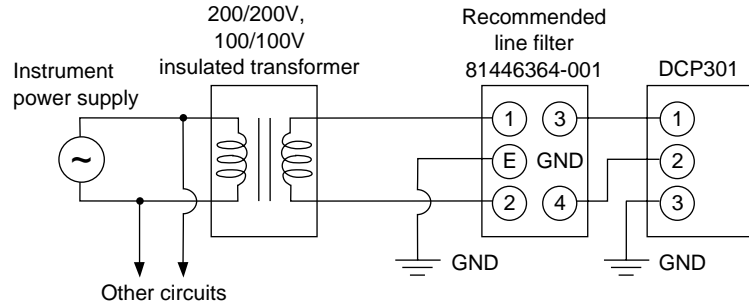 200/200V,
100/100V
insulated transformer
Recommended
line filter
81446364-001
DCP301
Instrument
power supply
~
1
3
1
E
GND
2
2
4
3
GND
GND
Other circuits